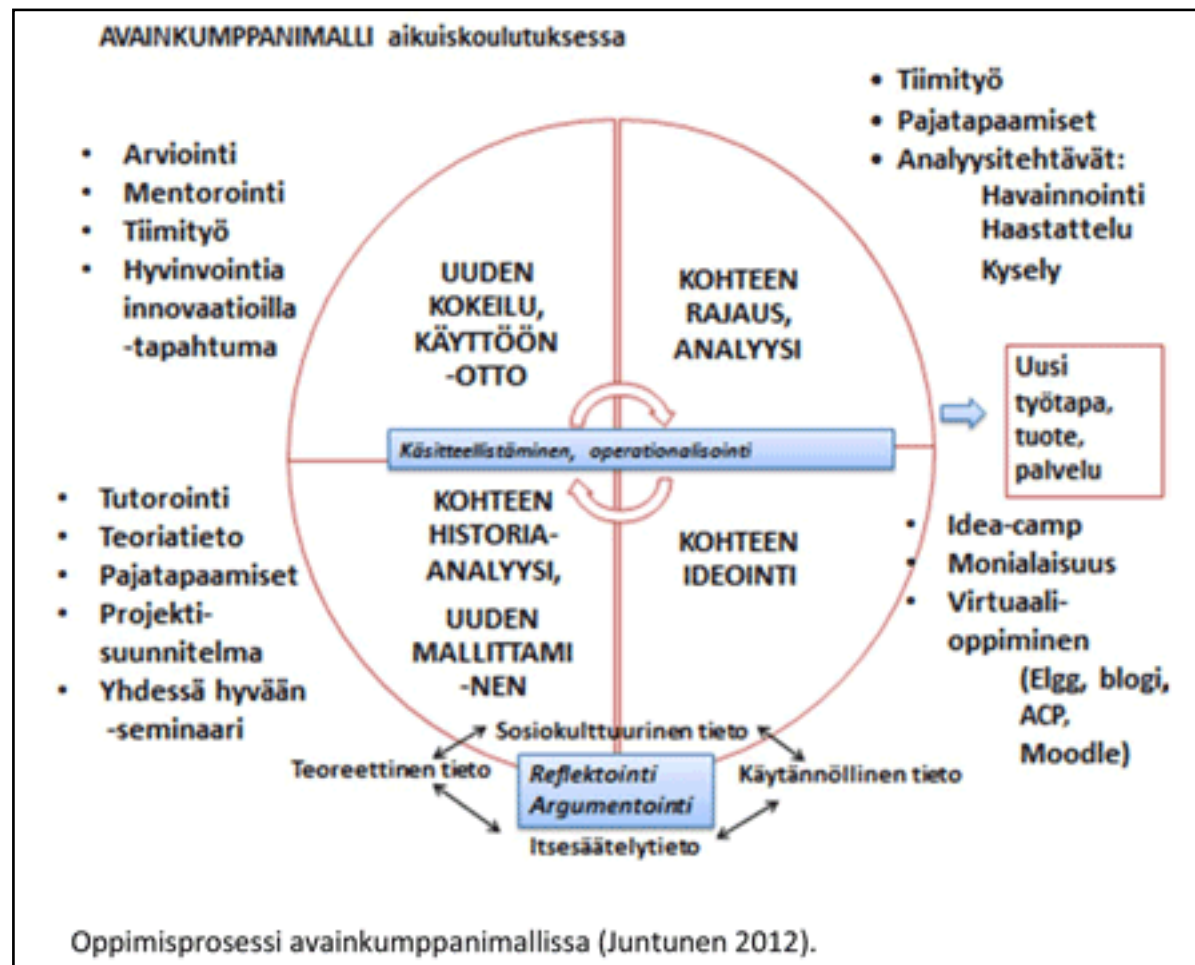 AVAINKUMPPANIMALLI aikuiskoulutuksessa
• Tiimityö
• Pajatapaamiset
• Analyysitehtävät:
Havainnointi
Haastattelu
Kysely
• Arviointi
• Mentorointi
• Tiimityö
• Hyvinvointia
innovaatioilla
-tapahtuma
UUDEN
KOKEILU,
KÄYTTÖÖN
-OTTO
KOHTEEN
RAJAUS,
ANALYYSI
Uusi
työtapa,
tuote,
palvelu
Käsitteellistäminen, operationalisointi
• Tutorointi
• Teoriatieto
• Pajatapaamiset
• Projekti-
suunnitelma
• Yhdessä hyvään
-seminaari
KOHTEEN
HISTORIA-
ANALYYSI,
UUDEN
MALLITTAMI
-NEN
KOHTEEN
IDEOINTI
• Idea-camp
• Monialaisuus
• Virtuaali-
oppiminen
(Elgg, blogi,
ACP,
Moodle)
Sosiokulttuurinen tieto
Teoreettinen tieto
Reflektointi
Argumentointi
Käytännöllinen tieto
Itsesäätelytieto
Oppimisprosessi avainkumppanimallissa (Juntunen 2012).